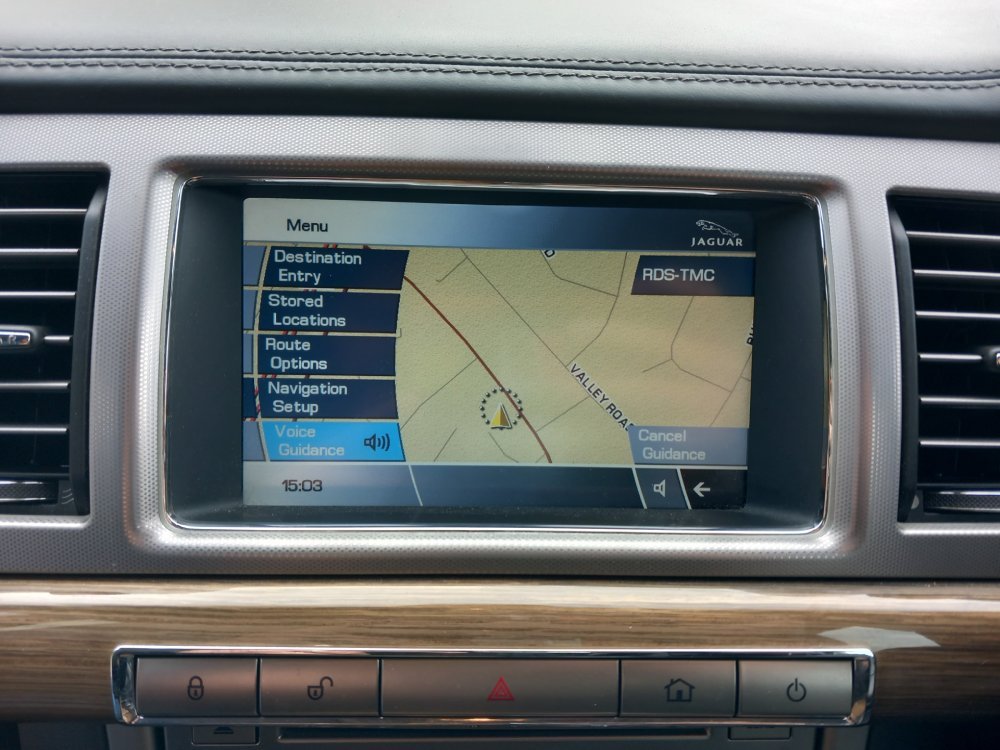 Menu
JAGUAR
Destination
Entry
RDS-TMC
Stored
Locations
Route
Options
Navigation
Setup
VALLEY ROA
Voice
Guidance
Cancel
Guidance
15:03